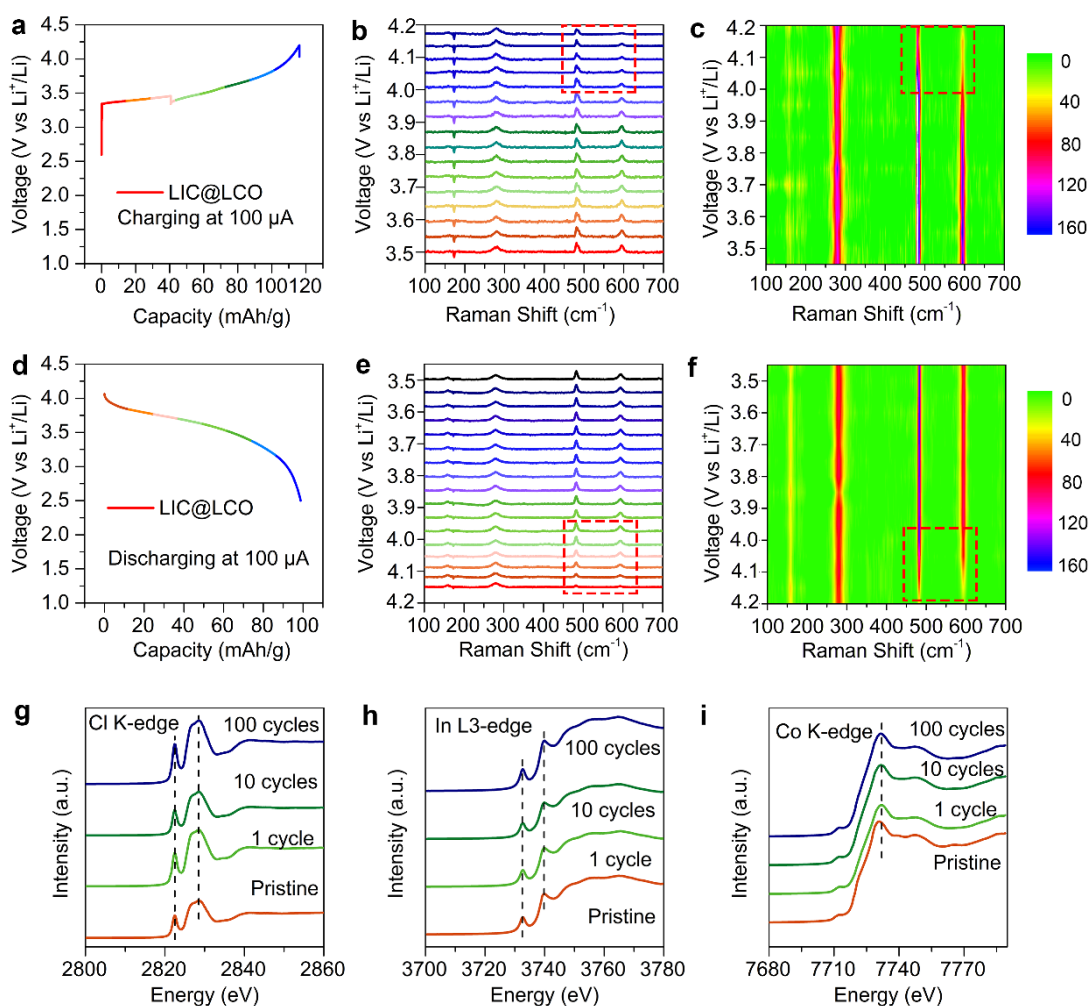 a
Voltage (V vs Li⁺/Li)
4.5
4.0
3.5
3.0
2.5
2.0
1.5
1.0
LIC@LCO
Charging at 100 μA
0 20 40 60 80 100 120
Capacity (mAh/g)
b
Voltage (V vs Li⁺/Li)
4.2
4.1
4.0
3.9
3.8
3.7
3.6
3.5
100 200 300 400 500 600 700
Raman Shift (cm⁻¹)
c
Voltage (V vs Li⁺/Li)
4.2
4.1
4.0
3.9
3.8
3.7
3.6
3.5
100 200 300 400 500 600 700
Raman Shift (cm⁻¹)
0
40
80
120
160
d
Voltage (V vs Li⁺/Li)
4.5
4.0
3.5
3.0
2.5
2.0
1.5
1.0
LIC@LCO
Discharging at 100 μA
0 20 40 60 80 100
Capacity (mAh/g)
e
Voltage (V vs Li⁺/Li)
3.5
3.6
3.7
3.8
3.9
4.0
4.1
4.2
100 200 300 400 500 600 700
Raman Shift (cm⁻¹)
f
Voltage (V vs Li⁺/Li)
3.5
3.6
3.7
3.8
3.9
4.0
4.1
4.2
100 200 300 400 500 600 700
Raman Shift (cm⁻¹)
0
40
80
120
160
g
Intensity (a.u.)
Cl K-edge
100 cycles
10 cycles
1 cycle
Pristine
2800 2820 2840 2860
Energy (eV)
h
Intensity (a.u.)
In L3-edge
100 cycles
10 cycles
1 cycle
Pristine
3700 3720 3740 3760 3780
Energy (eV)
i
Intensity (a.u.)
Co K-edge
100 cycles
10 cycles
1 cycle
Pristine
7680 7710 7740 7770
Energy (eV)